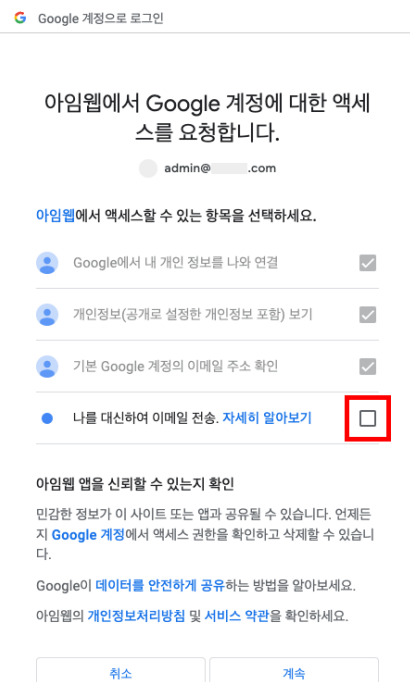 Google 계정으로 로그인
아임웹에서 Google 계정에 대한 액세
스를 요청합니다.
admin@ .com
아임웹에서 액세스할 수 있는 항목을 선택하세요.
Google에서 내 개인 정보를 나와 연결
개인정보(공개로 설정한 개인정보 포함) 보기
기본 Google 계정의 이메일 주소 확인
나를 대신하여 이메일 전송. 자세히 알아보기
아임웹 앱을 신뢰할 수 있는지 확인
민감한 정보가 이 사이트 또는 앱과 공유될 수 있습니다. 언제든
지 Google 계정에서 액세스 권한을 확인하고 삭제할 수 있습니
다.
Google이 데이터를 안전하게 공유하는 방법을 알아보세요.
아임웹의 개인정보처리방침 및 서비스 약관을 확인하세요.
취소
계속